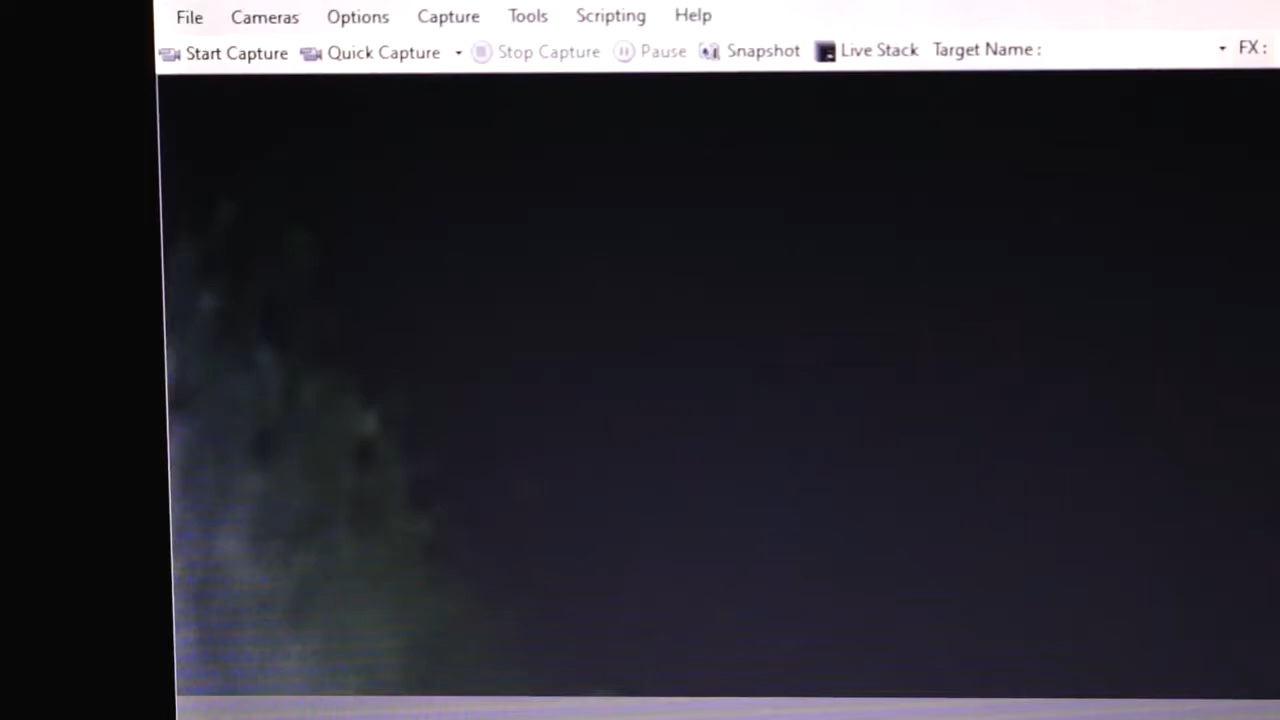 File Cameras Options Capture Tools Scripting Help
Start Capture Quick Capture Stop Capture Pause Snapshot Live Stack Target Name: FX: